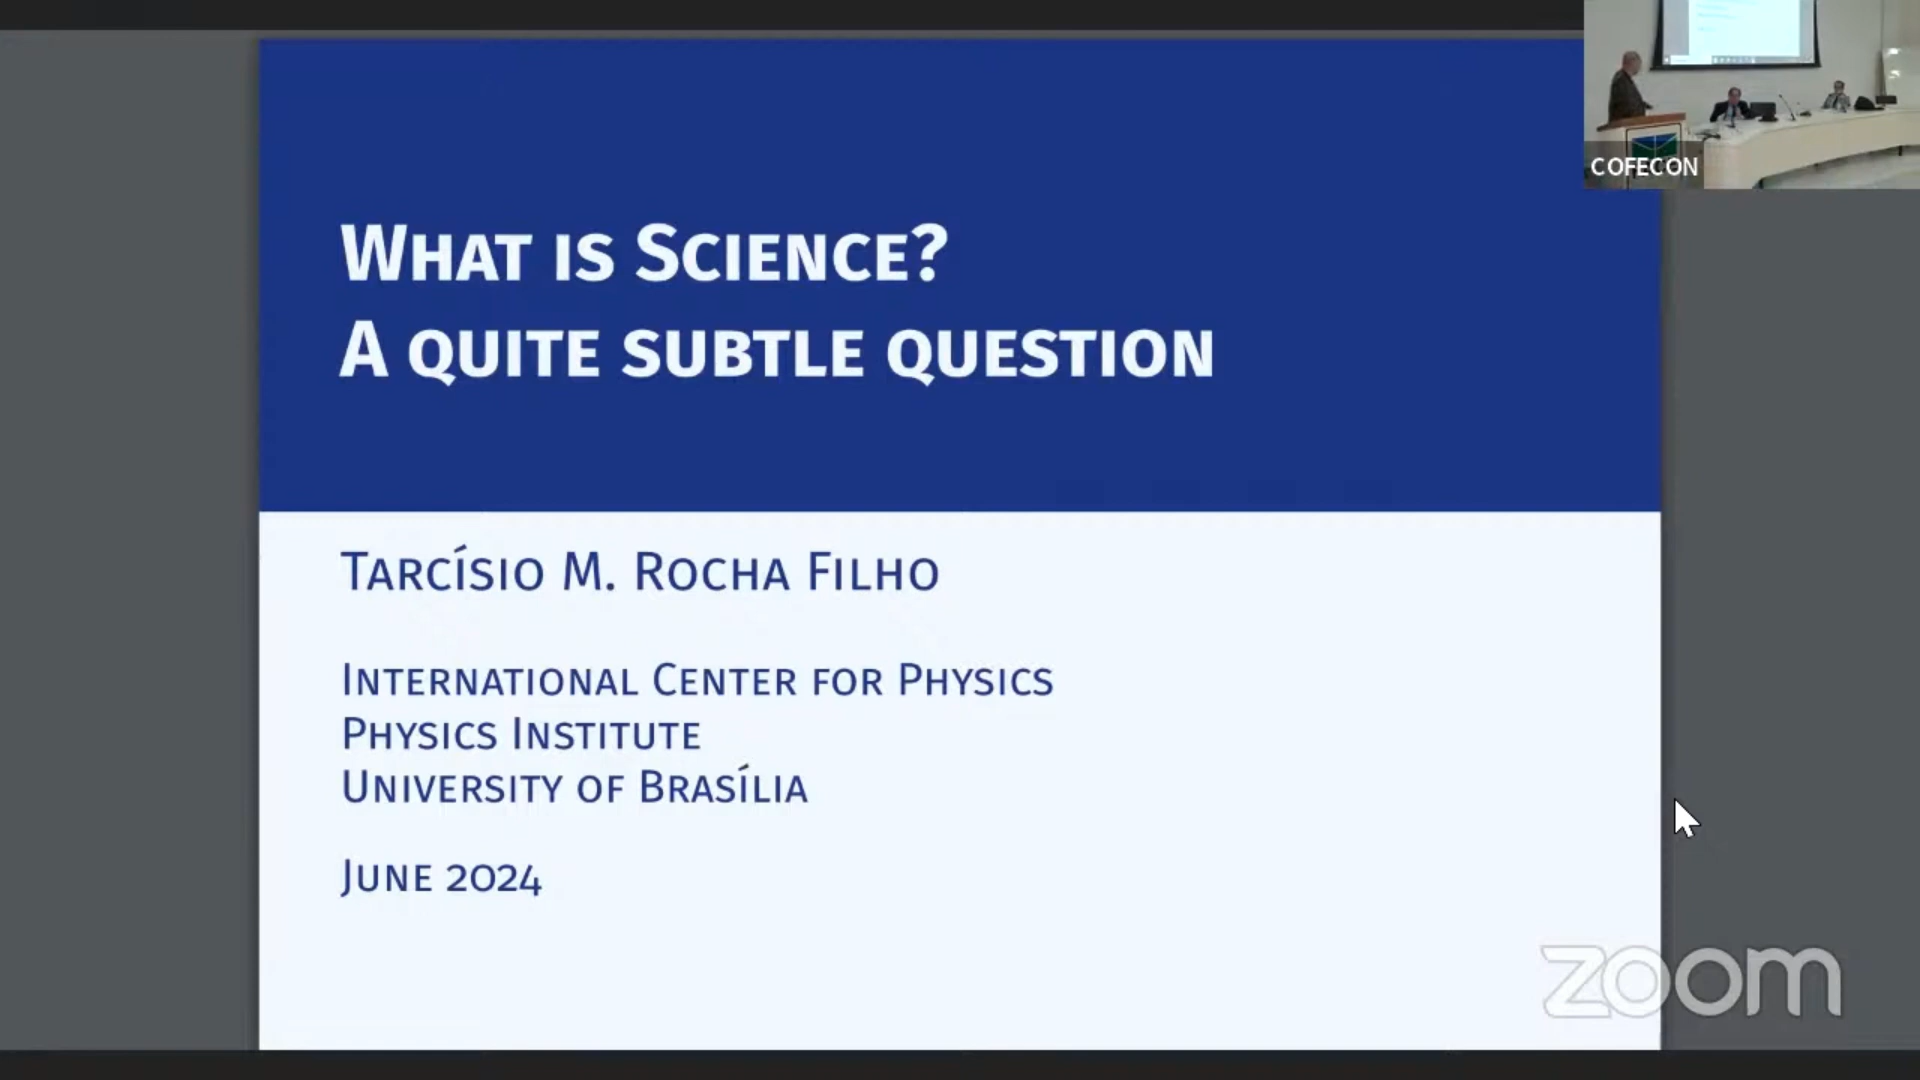 COFECON
What is Science?
A quite subtle question
Tarcísio M. Rocha Filho
International Center for Physics
Physics Institute
University of Brasília
June 2024
zoom